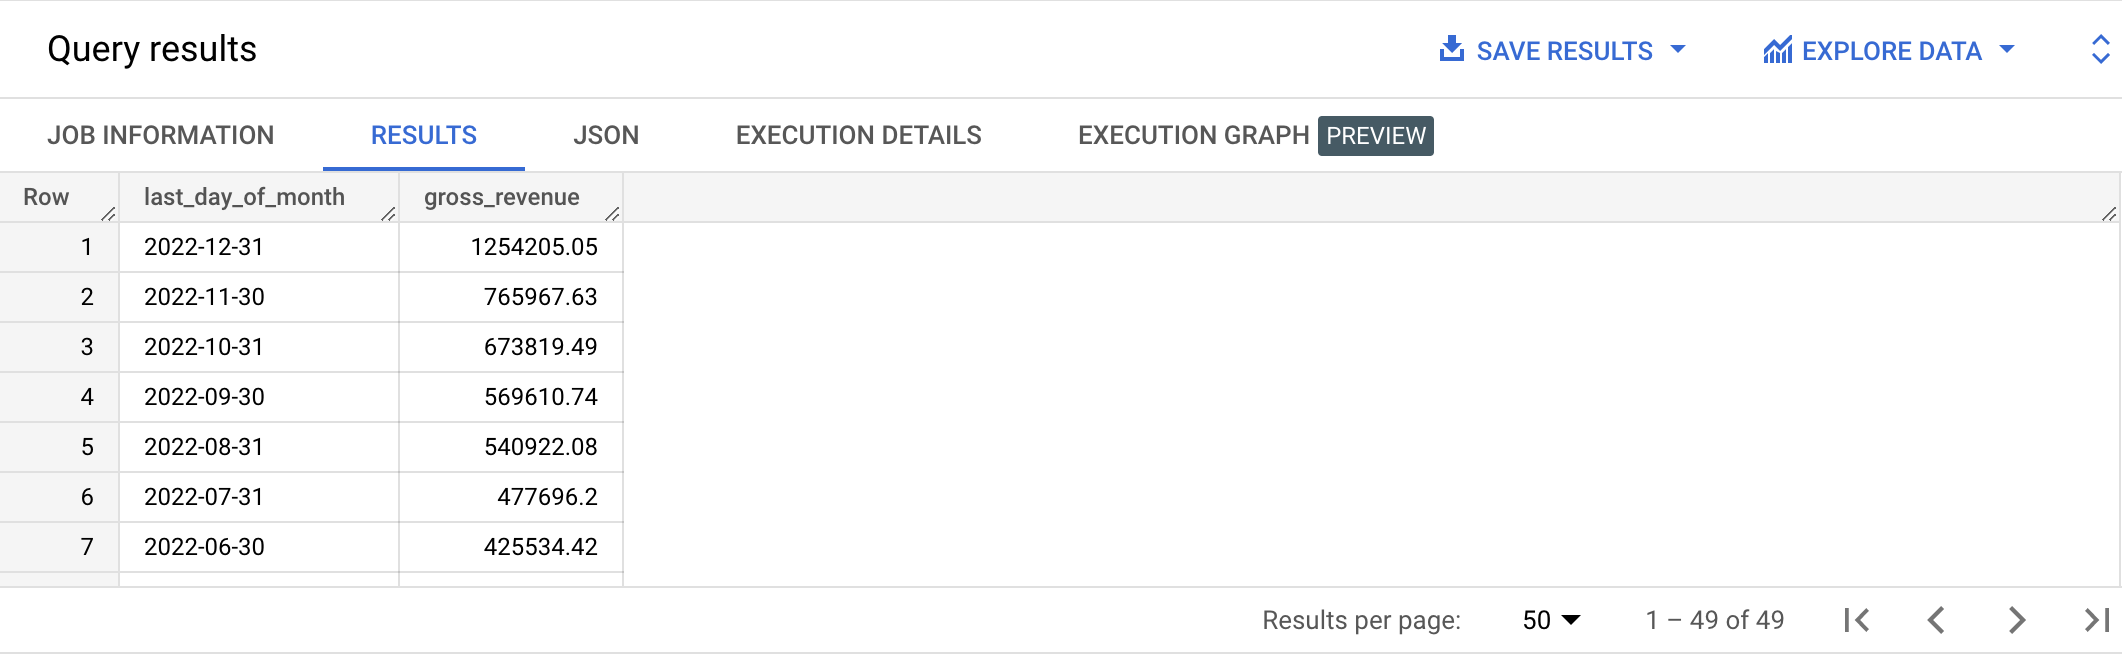 Query results SAVE RESULTS EXPLORE DATA
JOB INFORMATION RESULTS JSON EXECUTION DETAILS EXECUTION GRAPH PREVIEW
Row last_day_of_month gross_revenue
1 2022-12-31 1254205.05
2 2022-11-30 765967.63
3 2022-10-31 673819.49
4 2022-09-30 569610.74
5 2022-08-31 540922.08
6 2022-07-31 477696.2
7 2022-06-30 425534.42
Results per page: 50 1 – 49 of 49